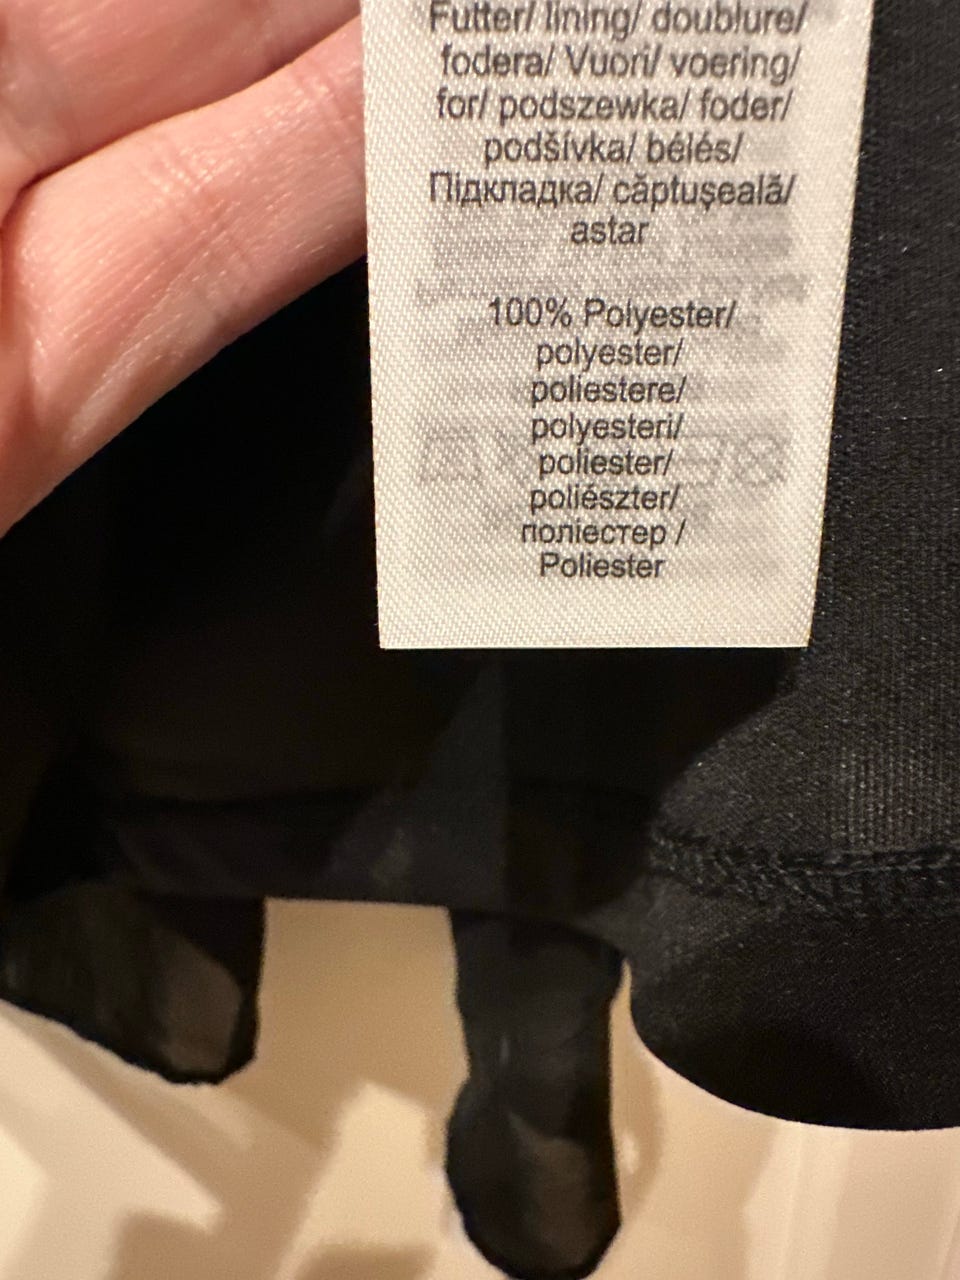 Futter/ lining/ doublure/
fodera/ Vuori/ voering/
for/ podszewka/ foder/
podšívka/ bélés/
Підкладка/ căptuşeală/
astar
100% Polyester/
polyester/
poliestere/
polyesteri/
poliester/
poliészter/
поліестер /
Poliester